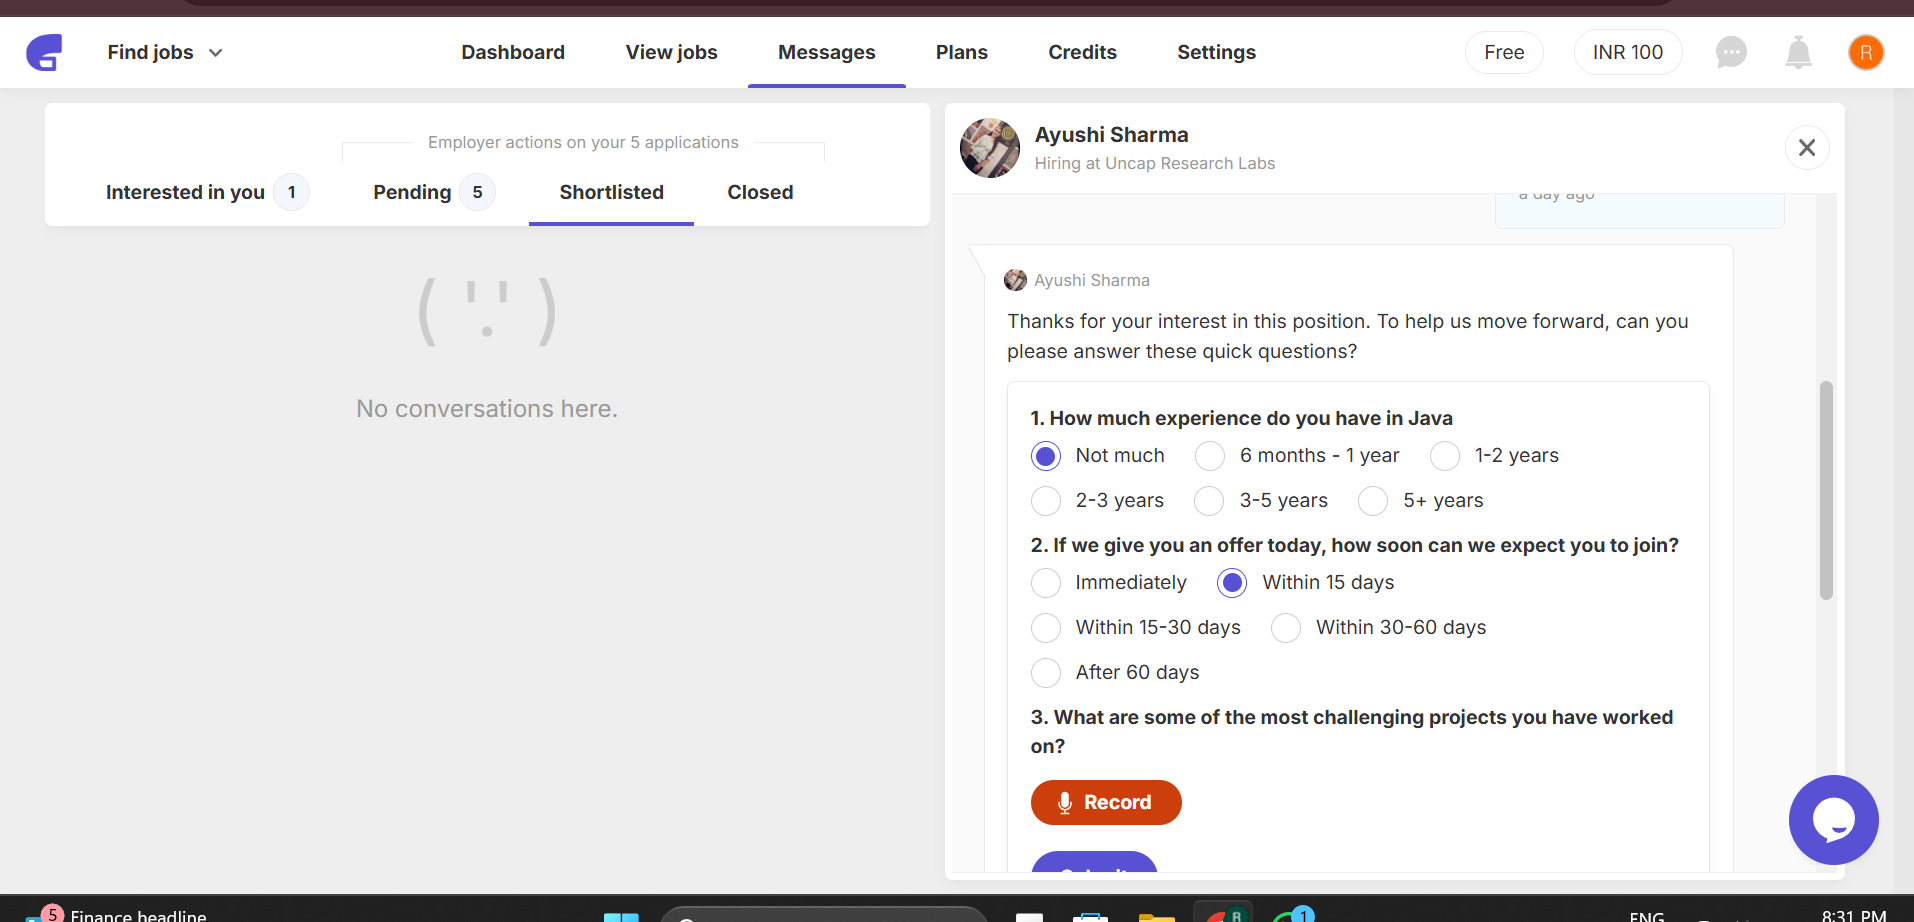 Find jobs
Dashboard
View jobs
Messages
Plans
Credits
Settings
Free
INR 100
R
Employer actions on your 5 applications
Interested in you 1
Pending 5
Shortlisted
Closed
No conversations here.
Ayushi Sharma
Hiring at Uncap Research Labs
a day ago
Ayushi Sharma
Thanks for your interest in this position. To help us move forward, can you
please answer these quick questions?
1. How much experience do you have in Java
Not much 6 months - 1 year 1-2 years
2-3 years 3-5 years 5+ years
2. If we give you an offer today, how soon can we expect you to join?
Immediately Within 15 days
Within 15-30 days Within 30-60 days
After 60 days
3. What are some of the most challenging projects you have worked
on?
Record
5 Finance headline
R
1
ENG
8:31 PM